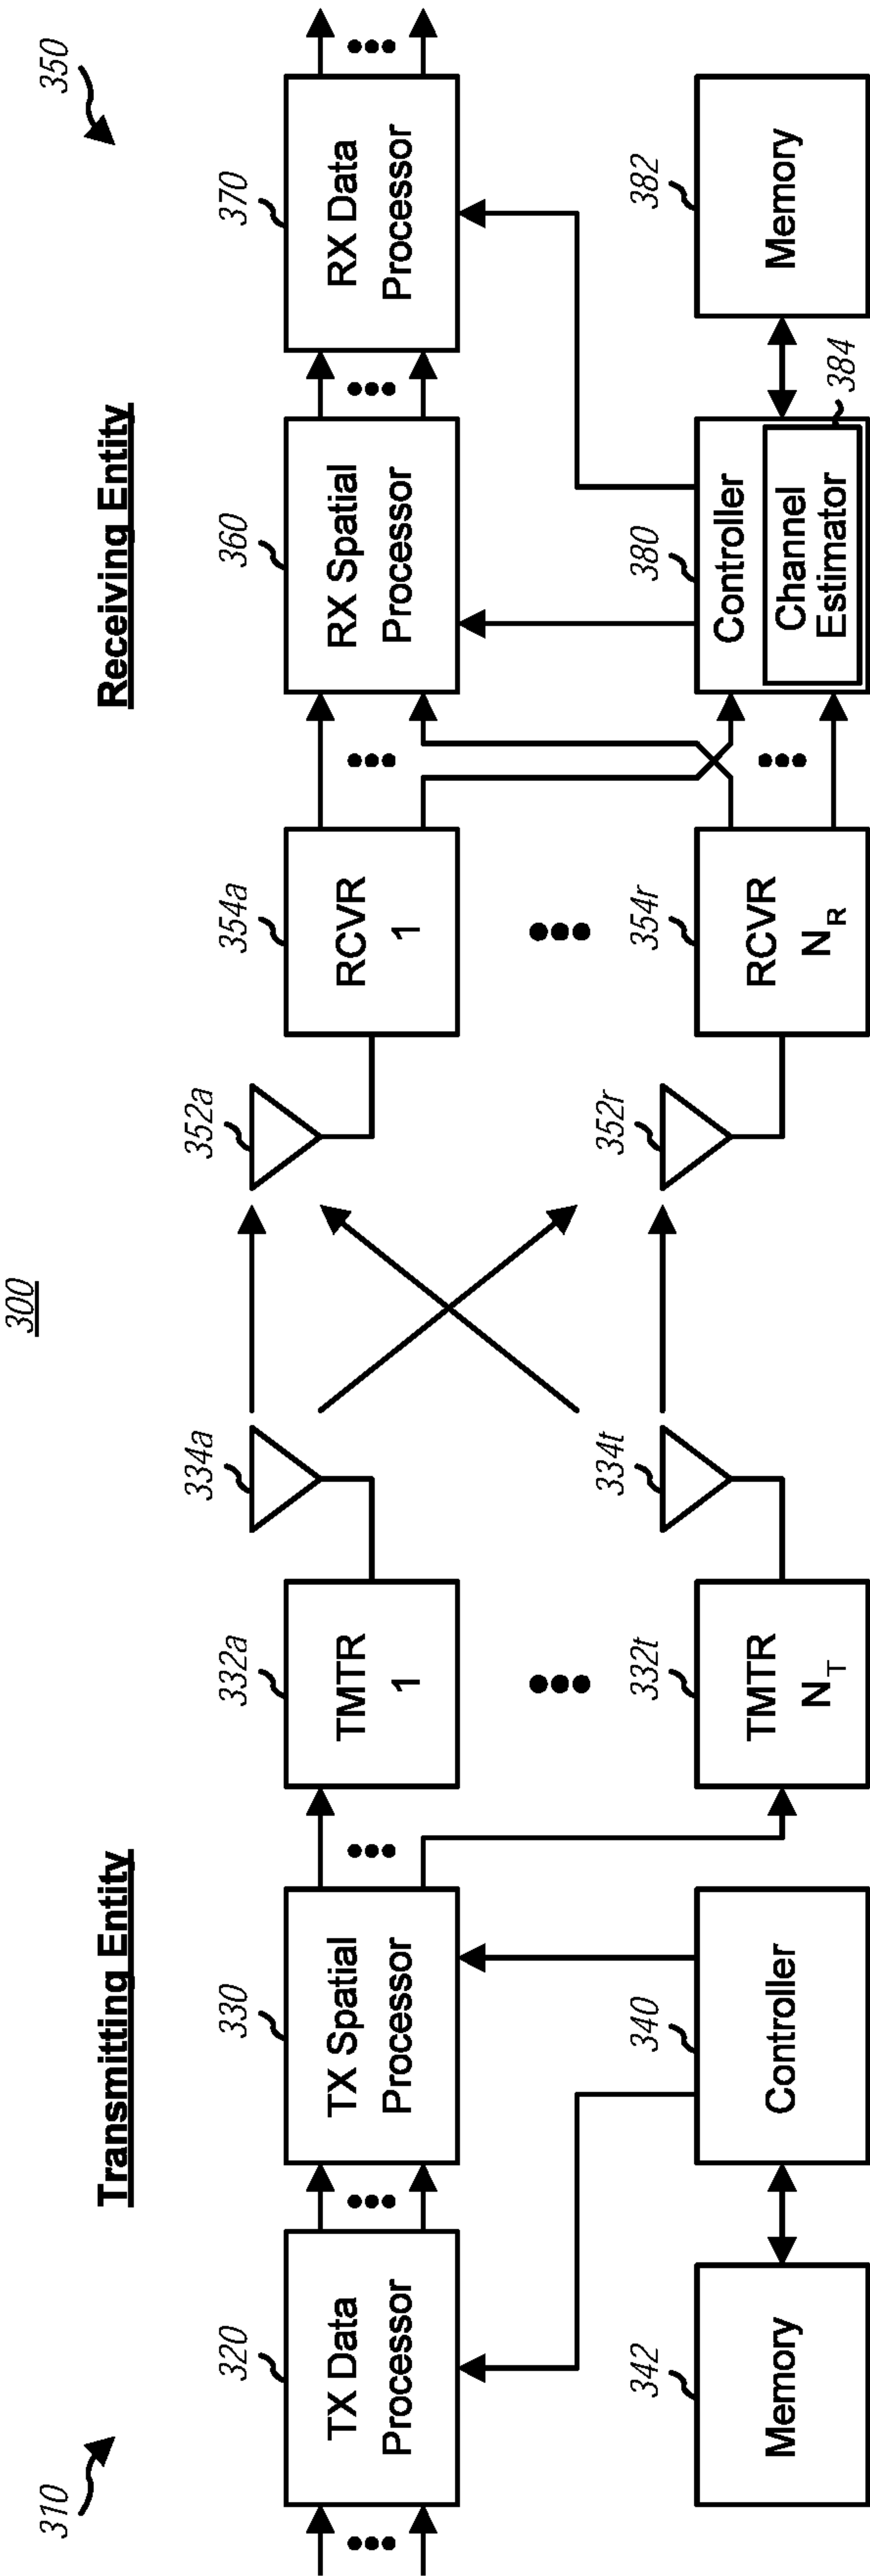 300
310
Transmitting Entity
Receiving Entity
350
320
TX Data
Processor
330
TX Spatial
Processor
332a
TMTR
1
334a
352a
354a
RCVR
1
360
RX Spatial
Processor
370
RX Data
Processor
342
Memory
340
Controller
332t
TMTR
N_T
334t
352r
354r
RCVR
N_R
380
Controller
Channel
Estimator
384
382
Memory